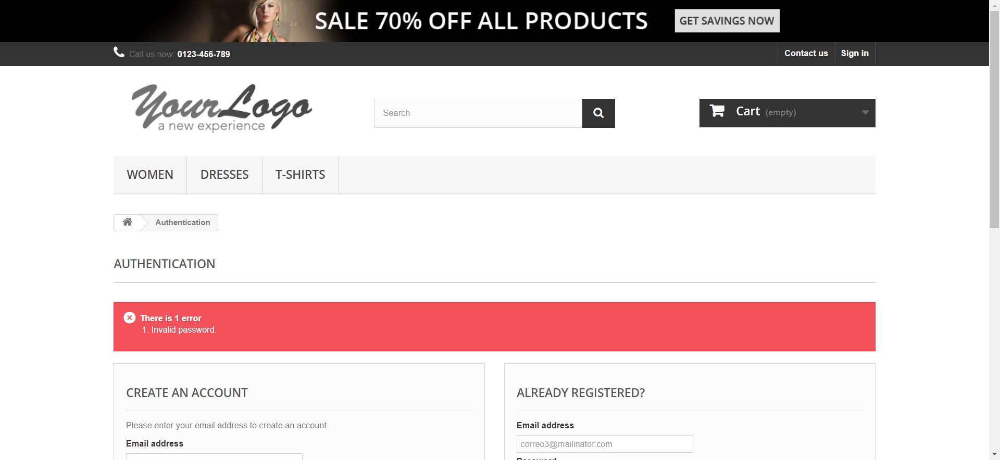 SALE 70% OFF ALL PRODUCTS
GET SAVINGS NOW
Call us now: 0123-456-789
Contact us
Sign in
YourLogo
a new experience
Search
Cart (empty)
WOMEN
DRESSES
T-SHIRTS
Authentication
AUTHENTICATION
There is 1 error
1. Invalid password.
CREATE AN ACCOUNT
Please enter your email address to create an account.
Email address
ALREADY REGISTERED?
Email address
correo3@mailinator.com
Password